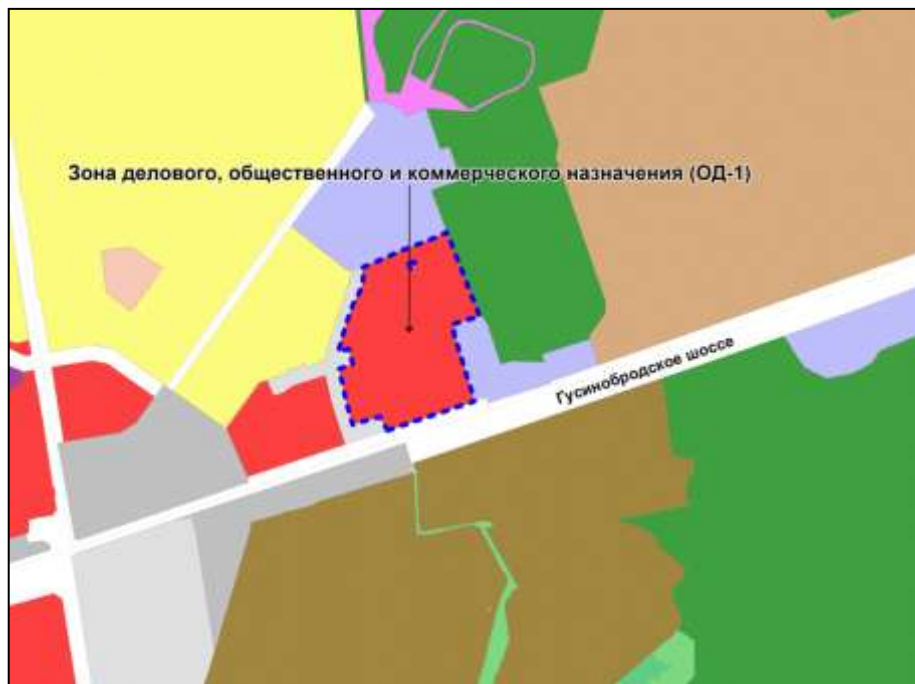 Зона делового, общественного и коммерческого назначения (ОД-1)
Гусинобродское шоссе